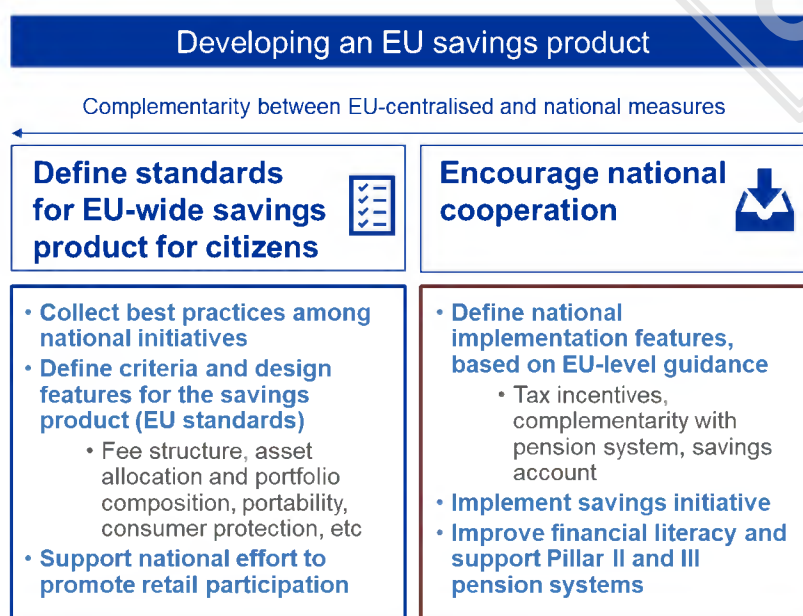 Developing an EU savings product
Complementarity between EU-centralised and national measures
Define standards
for EU-wide savings
product for citizens
• Collect best practices among
national initiatives
• Define criteria and design
features for the savings
product (EU standards)
• Fee structure, asset
allocation and portfolio
composition, portability,
consumer protection, etc
• Support national effort to
promote retail participation
Encourage national
cooperation
• Define national
implementation features,
based on EU-level guidance
• Tax incentives,
complementarity with
pension system, savings
account
• Implement savings initiative
• Improve financial literacy and
support Pillar II and III
pension systems